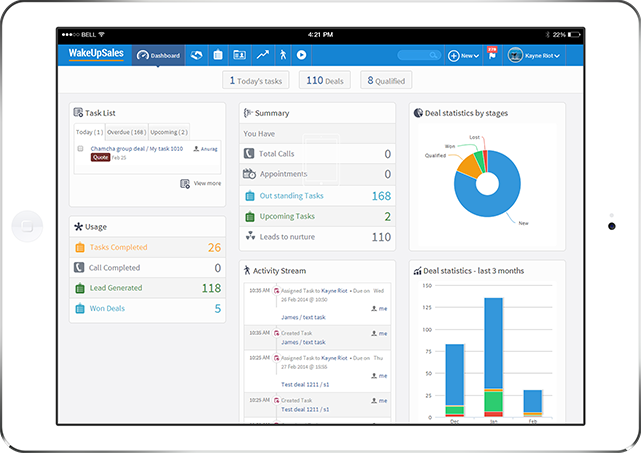 BELL
4:21 PM
22%
WakeUpSales
Dashboard
New
Kayne Riot
1 Today's tasks
110 Deals
8 Qualified
Task List
Today ( 1 ) Overdue ( 168 ) Upcoming ( 2 )
Chamcha group deal / My task 1010 Anurag
Quote Feb 25
View more
Usage
Tasks Completed 26
Call Completed 0
Lead Generated 118
Won Deals 5
Summary
You Have
Total Calls 0
Appointments 0
Out standing Tasks 168
Upcoming Tasks 2
Leads to nurture 110
Activity Stream
10:35 AM Assigned Task to Kayne Riot • Due on Wed
26 Feb 2014 @ 10:50
me
James / text task
10:35 AM Created Task
James / text task
10:25 AM Assigned Task to Kayne Riot • Due on Thu
27 Feb 2014 @ 15:55
me
Test deal 1211 / s1
10:25 AM Created Task
Test deal 1211 / s1
10:25 AM
me
Deal statistics by stages
Lost
Won
Qualified
New
Deal statistics - last 3 months
150
125
100
75
50
25
0
Dec Jan Feb